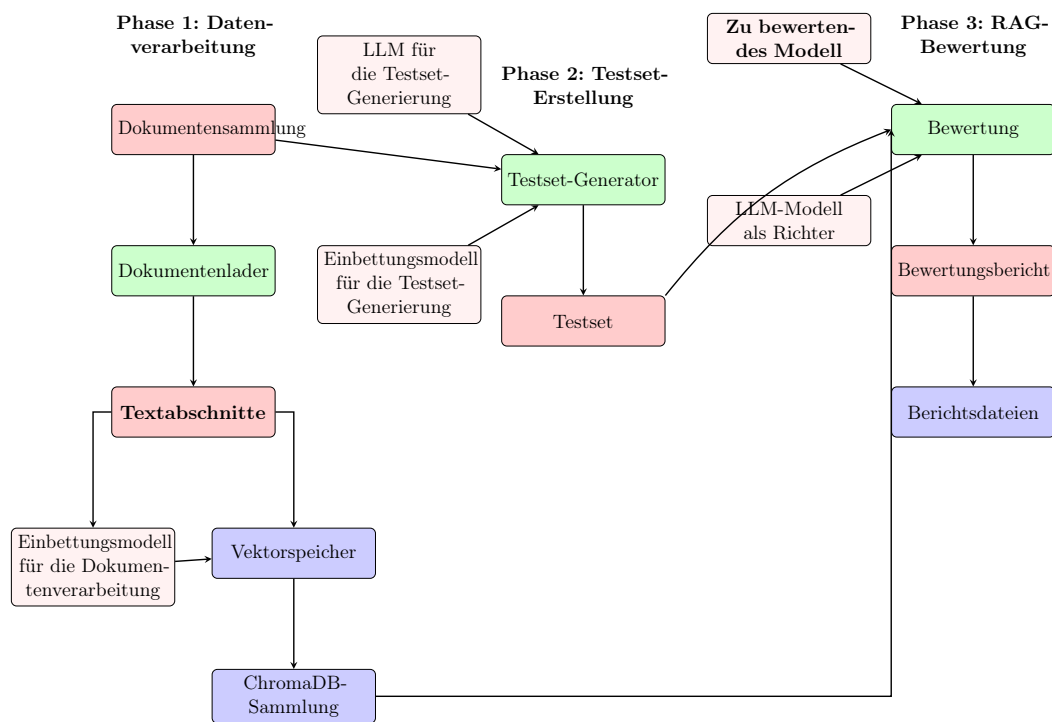 Phase 1: Daten-
verarbeitung
LLM für
die Testset-
Generierung
Phase 2: Testset-
Erstellung
Zu bewerten-
des Modell
Phase 3: RAG-
Bewertung
Dokumentensammlung
Testset-Generator
Bewertung
Dokumentenlader
Einbettungsmodell
für die Testset-
Generierung
Testset
LLM-Modell
als Richter
Bewertungsbericht
Textabschnitte
Berichtsdateien
Einbettungsmodell
für die Dokumen-
tenverarbeitung
Vektorspeicher
ChromaDB-
Sammlung